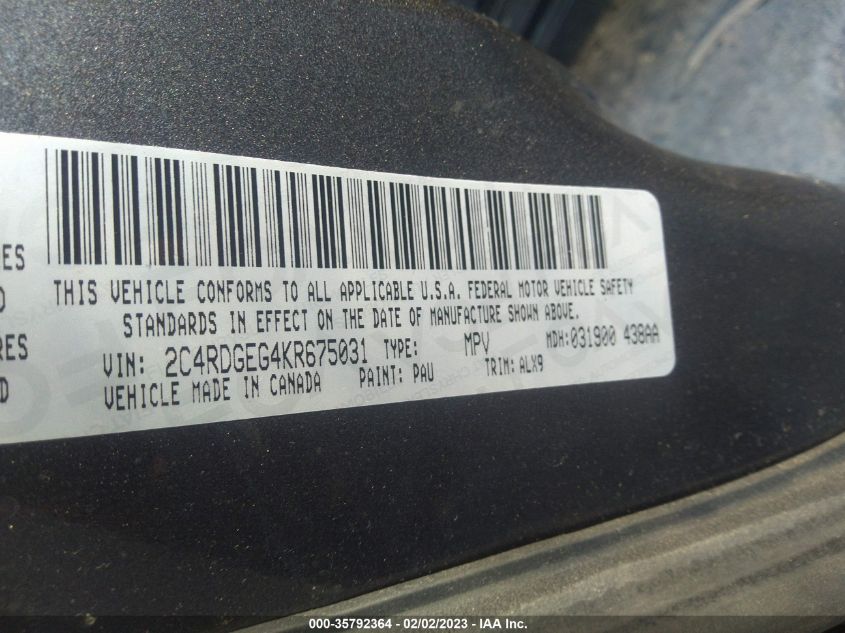 ES
THIS VEHICLE CONFORMS TO ALL APPLICABLE U.S.A. FEDERAL MOTOR VEHICLE SAFETY
D
STANDARDS IN EFFECT ON THE DATE OF MANUFACTURE SHOWN ABOVE.
RES
VIN: 2C4RDGEG4KR675031 TYPE: MPV MDH:031900 438AA
D
VEHICLE MADE IN CANADA PAINT: PAU TRIM: ALX9
000-35792364 - 02/02/2023 - IAA Inc.